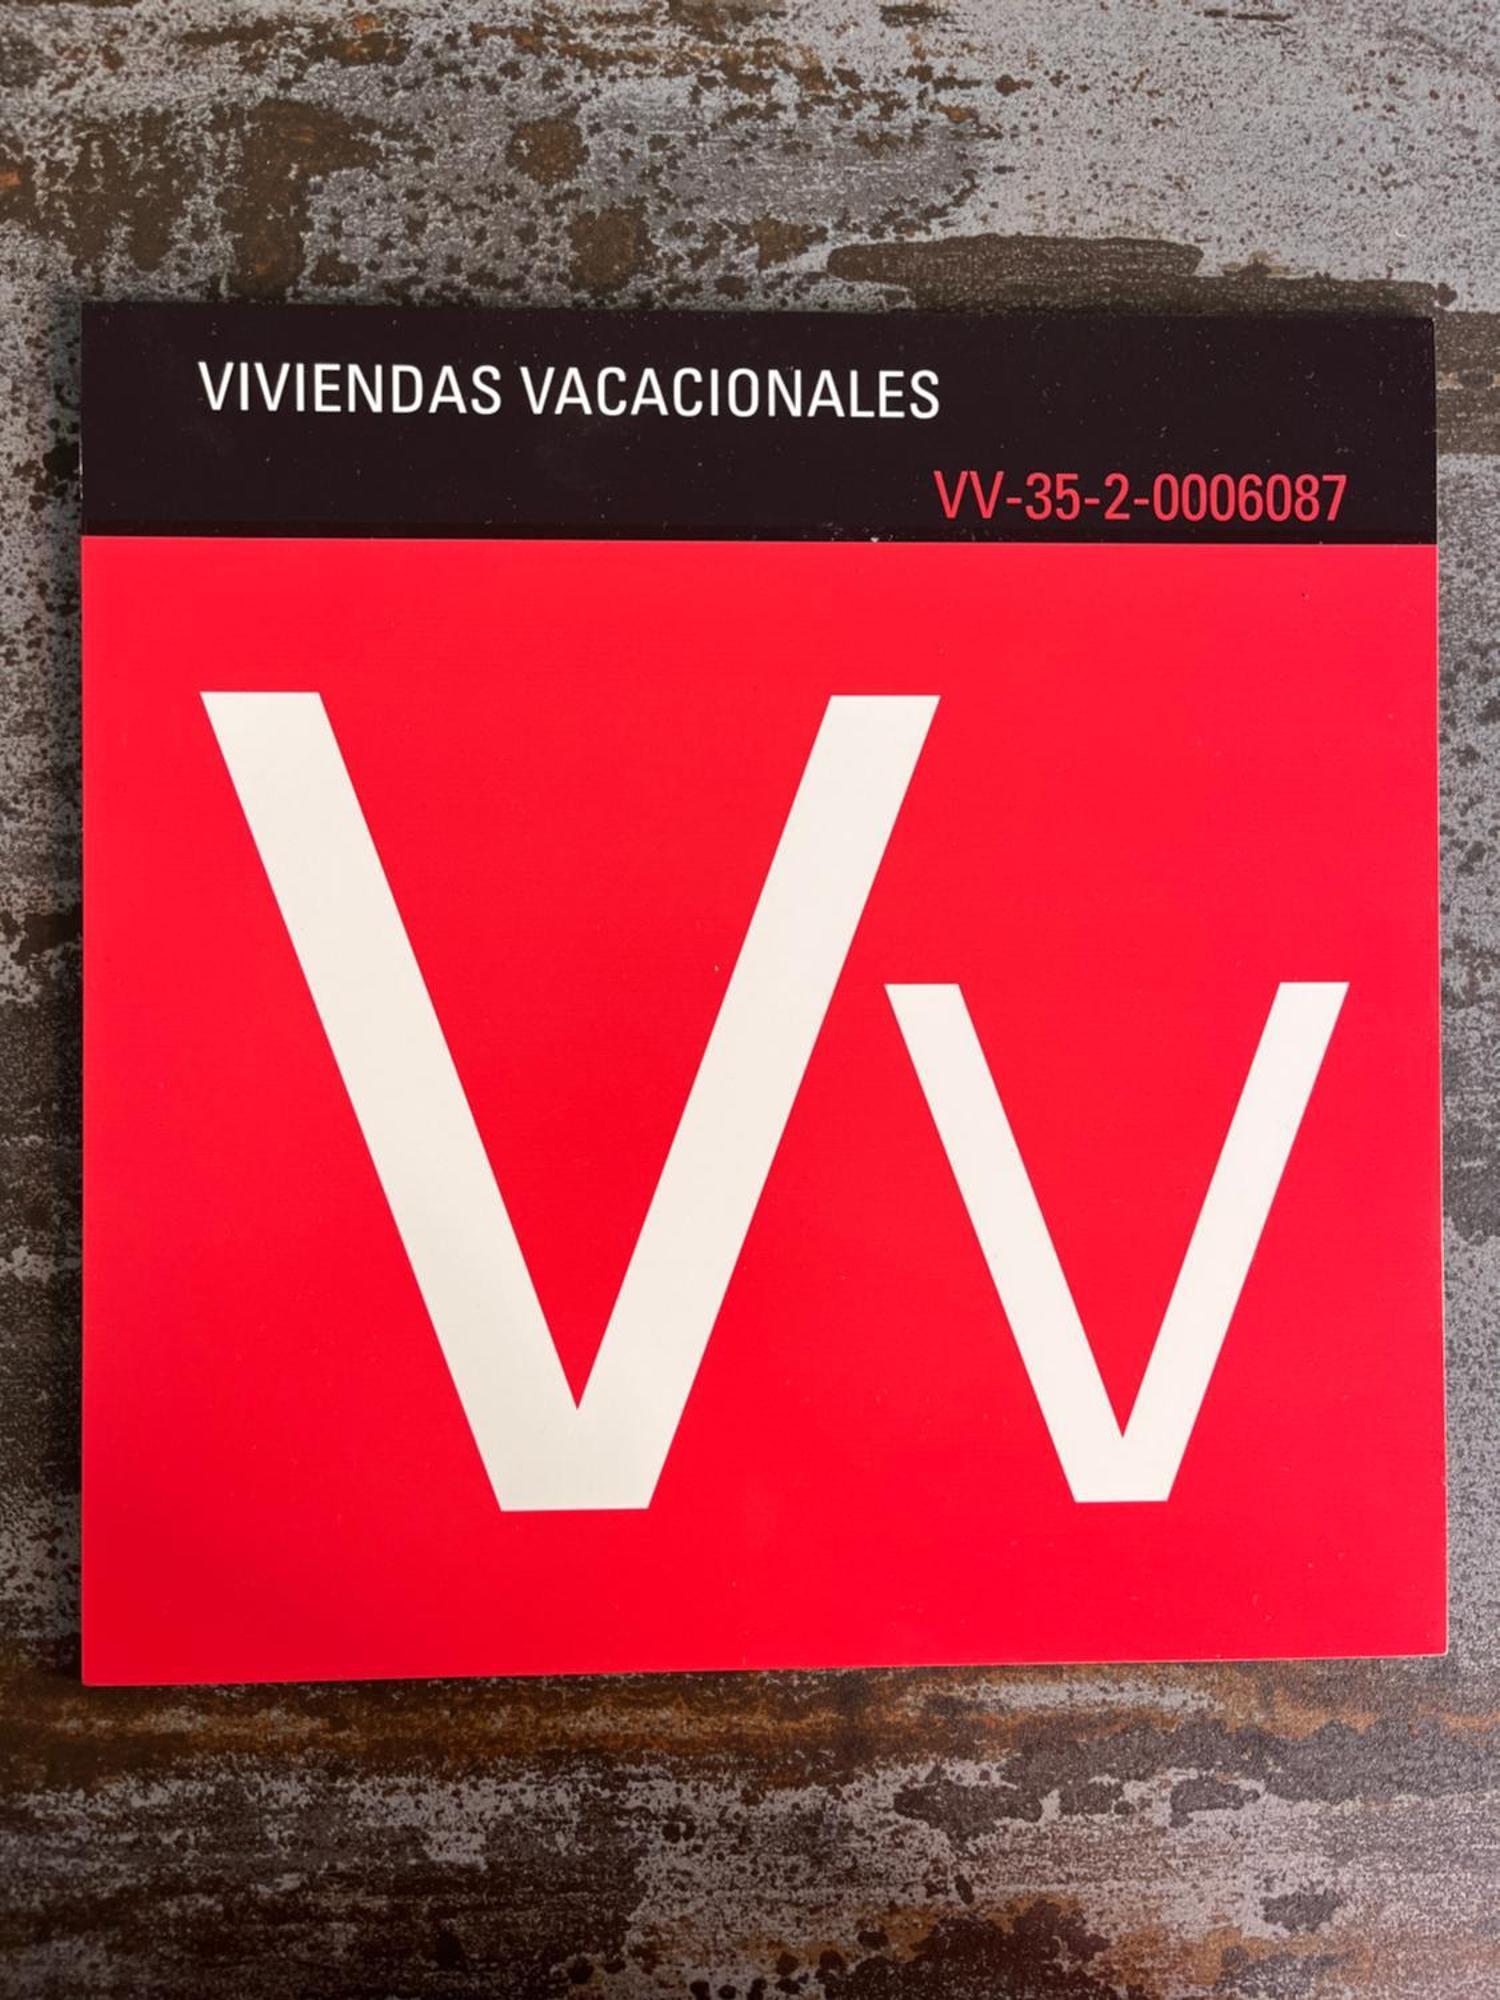 VIVIENDAS VACACIONALES
VV-35-2-0006087
Vv